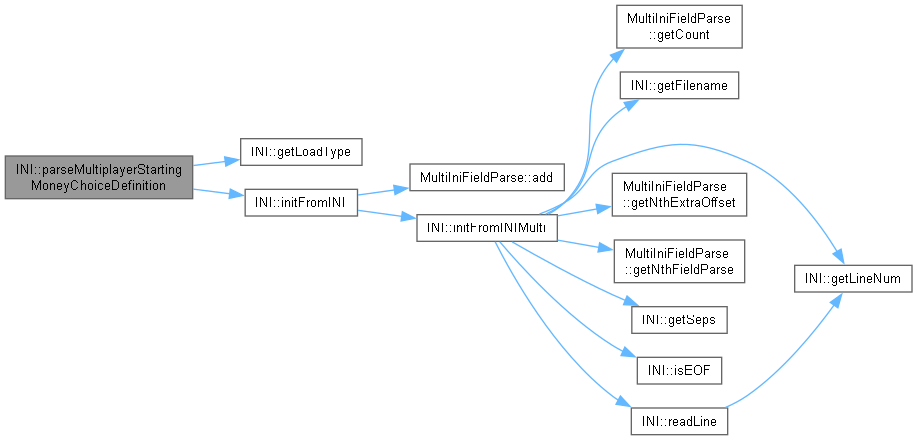 INI::parseMultiplayerStarting
MoneyChoiceDefinition
INI::getLoadType
INI::initFromINI
MultiIniFieldParse::add
INI::initFromINIMulti
MultiIniFieldParse
::getCount
INI::getFilename
MultiIniFieldParse
::getNthExtraOffset
MultiIniFieldParse
::getNthFieldParse
INI::getSeps
INI::isEOF
INI::readLine
INI::getLineNum